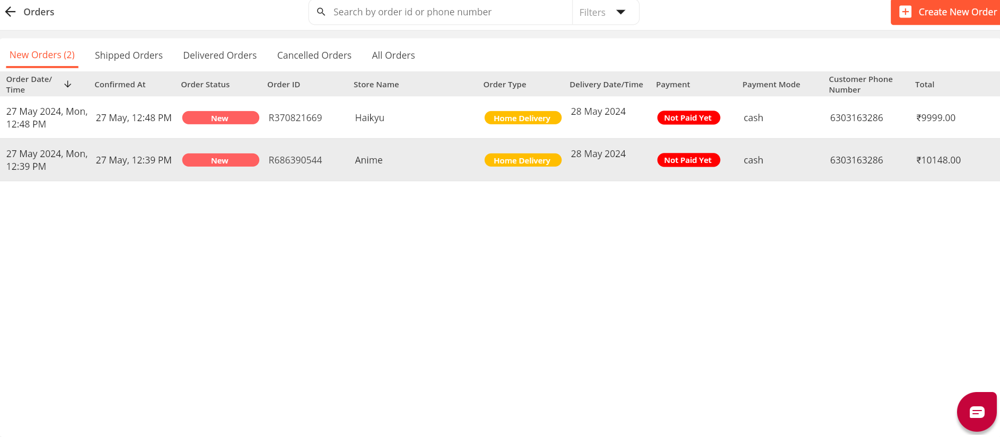 Orders
Search by order id or phone number
Filters
Create New Order
New Orders (2)
Shipped Orders
Delivered Orders
Cancelled Orders
All Orders
Order Date/
Time
Confirmed At
Order Status
Order ID
Store Name
Order Type
Delivery Date/Time
Payment
Payment Mode
Customer Phone
Number
Total
27 May 2024, Mon,
12:48 PM
27 May, 12:48 PM
New
R370821669
Haikyu
Home Delivery
28 May 2024
Not Paid Yet
cash
6303163286
₹9999.00
27 May 2024, Mon,
12:39 PM
27 May, 12:39 PM
New
R686390544
Anime
Home Delivery
28 May 2024
Not Paid Yet
cash
6303163286
₹10148.00